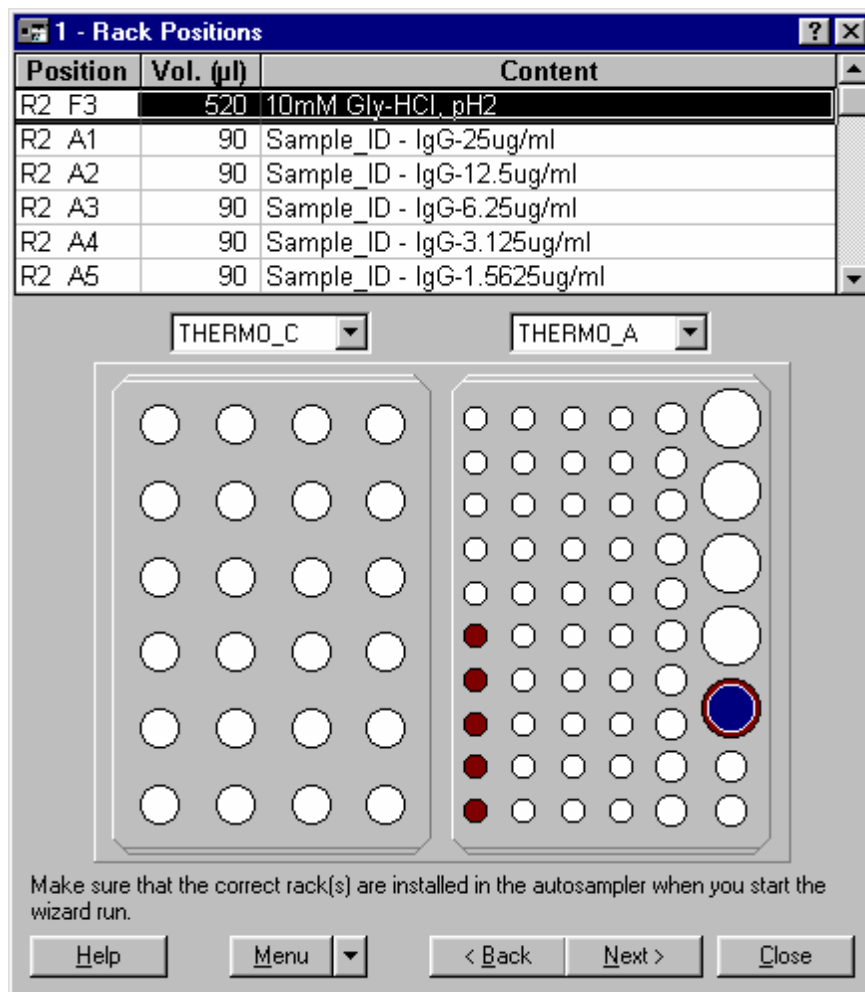 1 - Rack Positions
Position Vol. (µl) Content
R2 F3 520 10mM Gly-HCl, pH2
R2 A1 90 Sample_ID - IgG-25ug/ml
R2 A2 90 Sample_ID - IgG-12.5ug/ml
R2 A3 90 Sample_ID - IgG-6.25ug/ml
R2 A4 90 Sample_ID - IgG-3.125ug/ml
R2 A5 90 Sample_ID - IgG-1.5625ug/ml
THERMO_C THERMO_A
Make sure that the correct rack(s) are installed in the autosampler when you start the
wizard run.
Help Menu < Back Next > Close